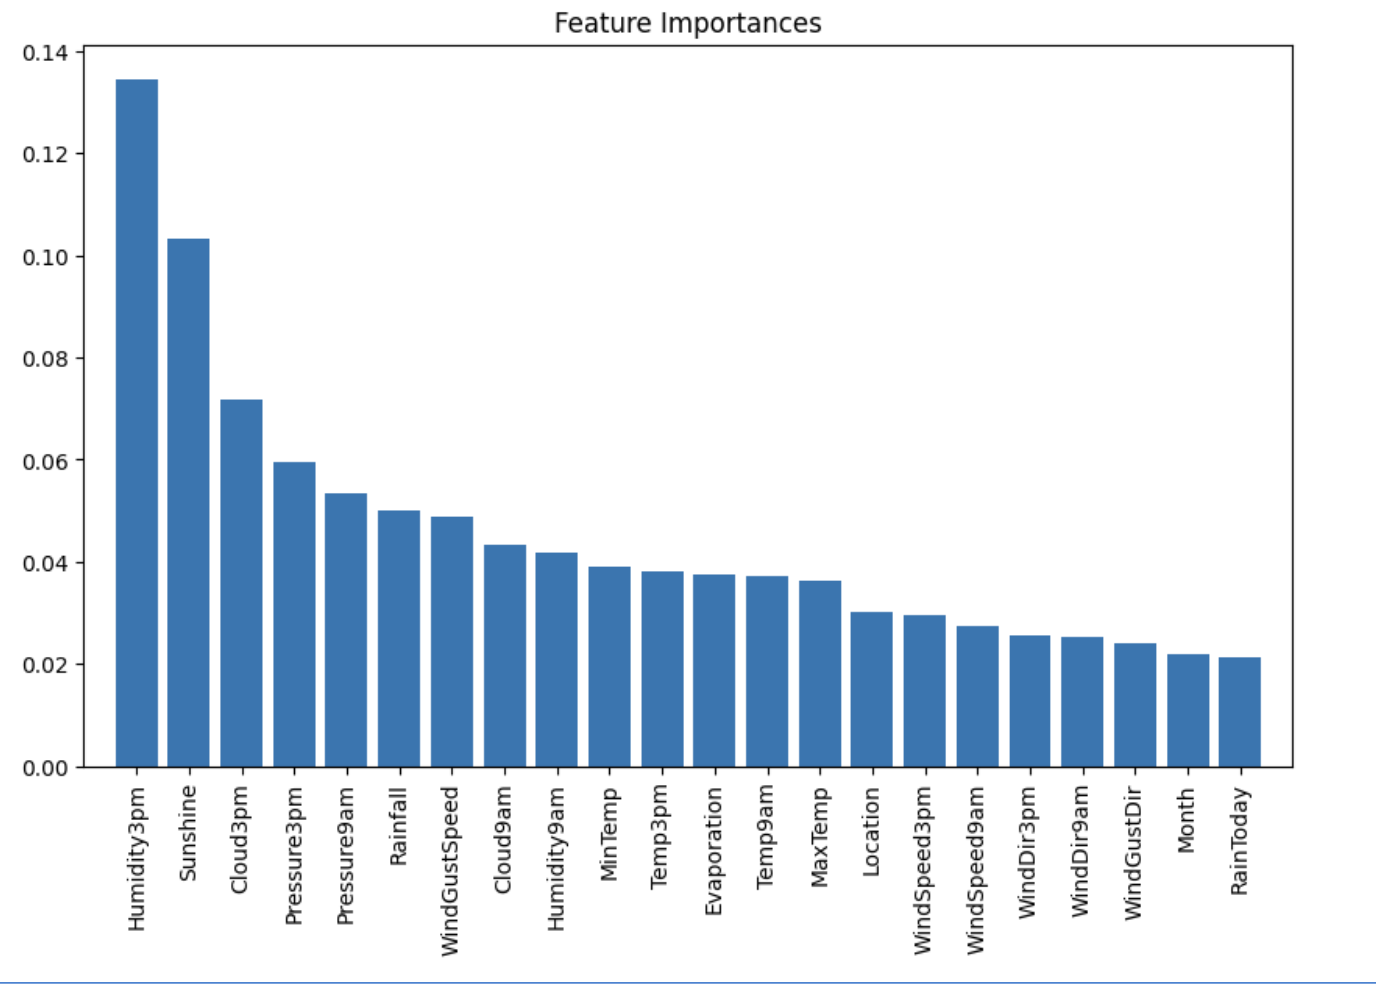 Feature Importances
0.14
0.12
0.10
0.08
0.06
0.04
0.02
0.00
Humidity3pm
Sunshine
Cloud3pm
Pressure3pm
Pressure9am
Rainfall
WindGustSpeed
Cloud9am
Humidity9am
MinTemp
Temp3pm
Evaporation
Temp9am
MaxTemp
Location
WindSpeed3pm
WindSpeed9am
WindDir3pm
WindDir9am
WindGustDir
Month
RainToday